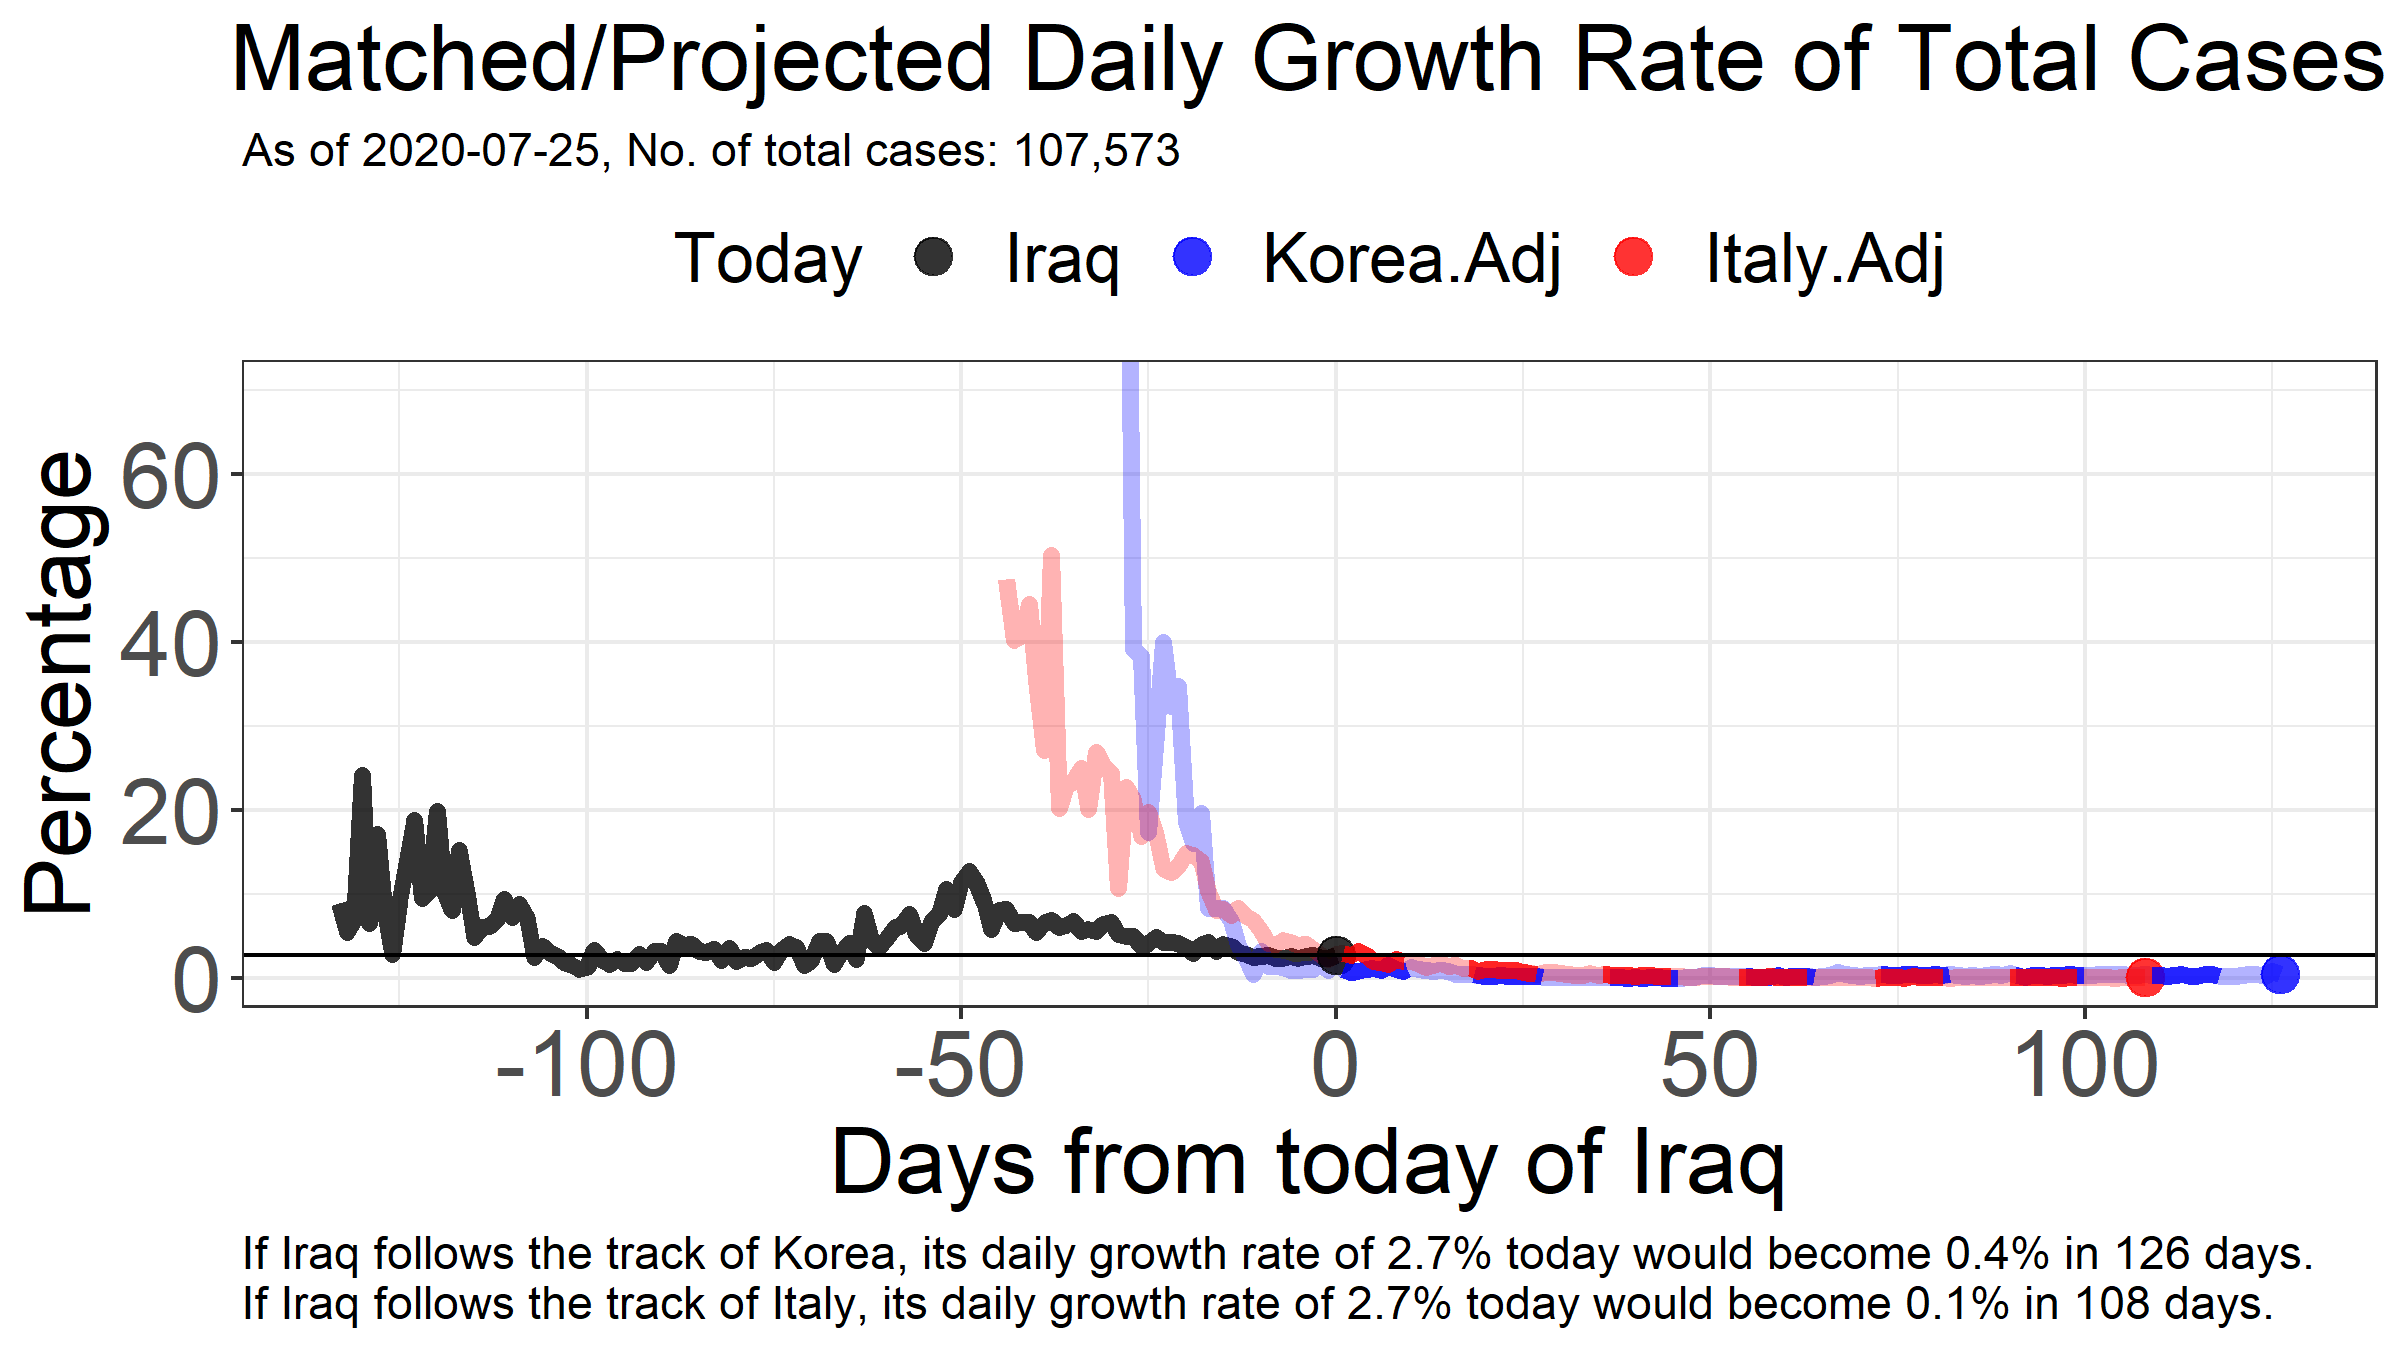 Matched/Projected Daily Growth Rate of Total Cases
As of 2020-07-25, No. of total cases: 107,573
Today Iraq Korea.Adj Italy.Adj
Percentage
60
40
20
0
-100 -50 0 50 100
Days from today of Iraq
If Iraq follows the track of Korea, its daily growth rate of 2.7% today would become 0.4% in 126 days.
If Iraq follows the track of Italy, its daily growth rate of 2.7% today would become 0.1% in 108 days.